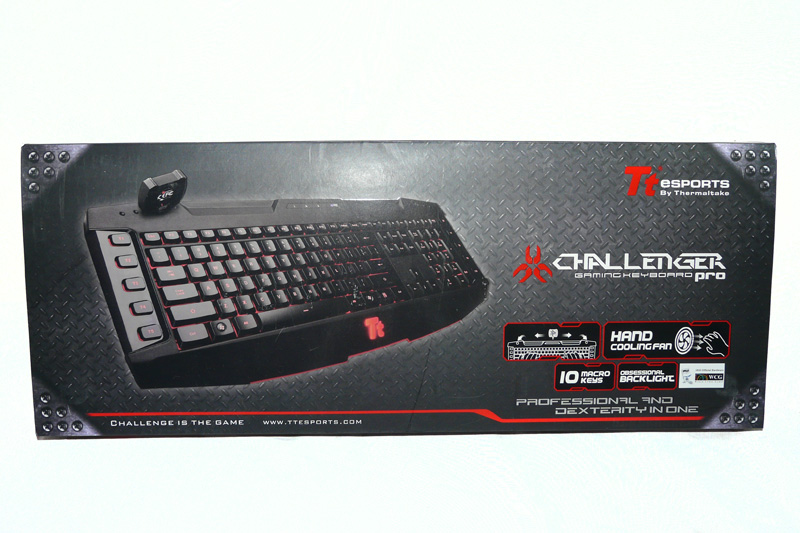 Tt eSPORTS
By Thermaltake
CHALLENGER
GAMING KEYBOARD pro
HAND
COOLING FAN
10 MACRO
KEYS
OBSESSIONAL
BACKLIGHT
WCG
PROFESSIONAL AND
DEXTERITY IN ONE
Tt
CHALLENGE IS THE GAME WWW.TTESPORTS.COM